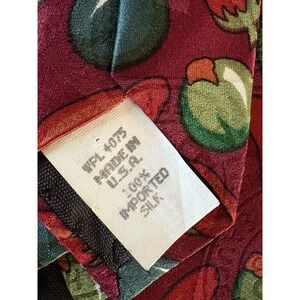 WPL 4075
MADE IN
U.S.A.
100%
IMPORTED
SILK